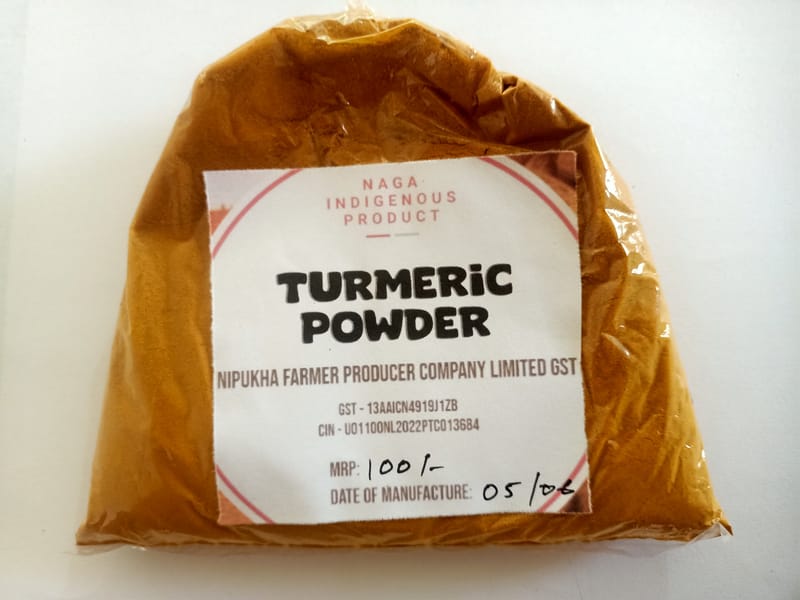 NAGA
INDIGENOUS
PRODUCT
TURMERiC
POWDER
NIPUKHA FARMER PRODUCER COMPANY LIMITED GST
GST - 13AAICN4919J1ZB
CIN - U01100NL2022PTC013684
MRP: 100/-
DATE OF MANUFACTURE: 05/06